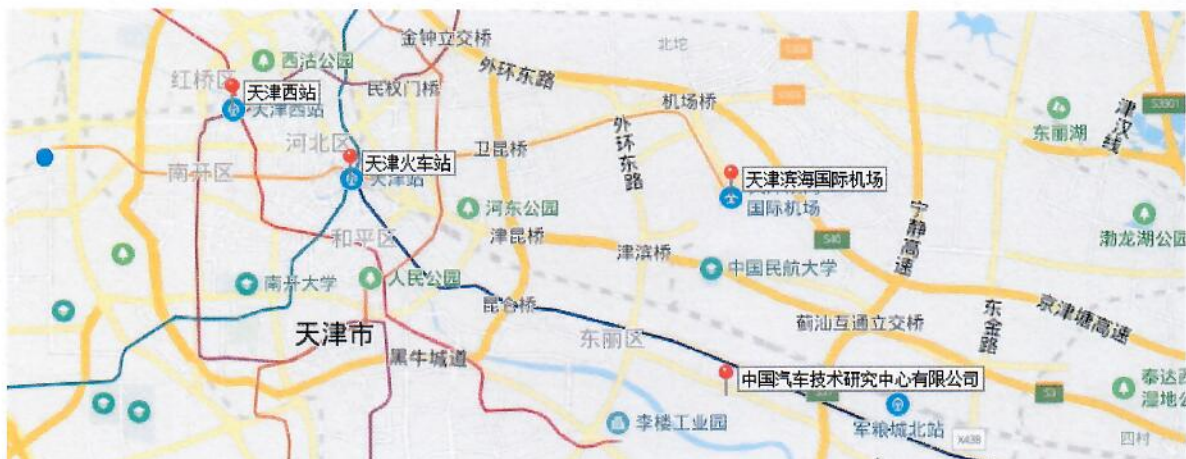 金钟立交桥
北坨
西沽公园
外环东路
红桥区
天津西站
天津西站
民权门桥
机场桥
津汉线
S3901
东丽湖
河北区
卫昆桥
外环东路
天津火车站
天津站
南开区
天津滨海国际机场
国际机场
河东公园
宁静高速
渤龙湖公园
和平区
津昆桥
津滨桥
S40
中国民航大学
南开大学
人民公园
昆仑桥
东金路
京津塘高速
天津市
东丽区
蓟汕互通立交桥
黑牛城道
中国汽车技术研究中心有限公司
S3
泰达西
湿地公
李楼工业园
军粮城北站
X438
四村